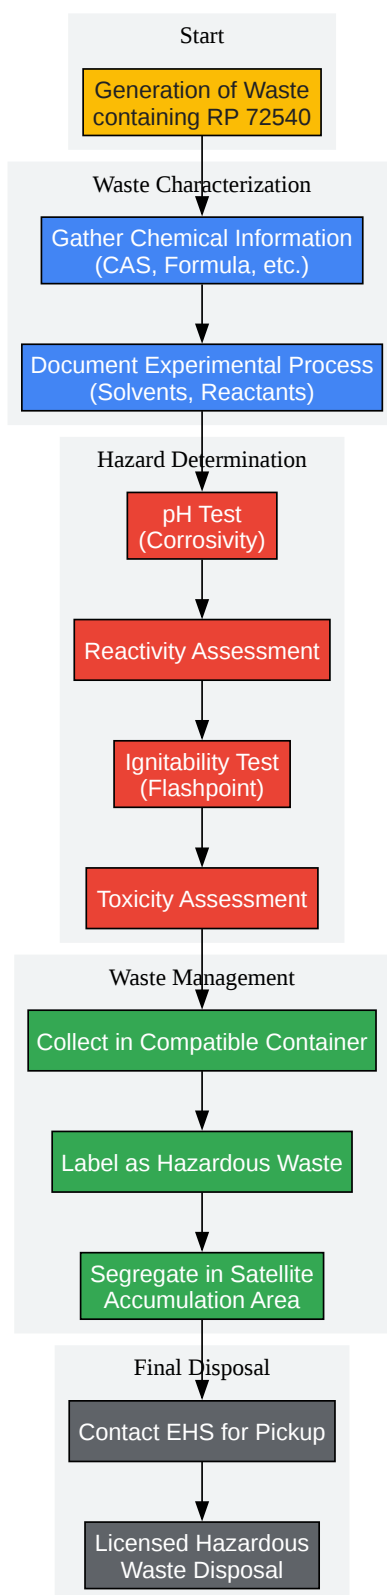 Start
Generation of Waste
containing RP 72540
Waste Characterization
Gather Chemical Information
(CAS, Formula, etc.)
Document Experimental Process
(Solvents, Reactants)
Hazard Determination
pH Test
(Corrosivity)
Reactivity Assessment
Ignitability Test
(Flashpoint)
Toxicity Assessment
Waste Management
Collect in Compatible Container
Label as Hazardous Waste
Segregate in Satellite
Accumulation Area
Final Disposal
Contact EHS for Pickup
Licensed Hazardous
Waste Disposal